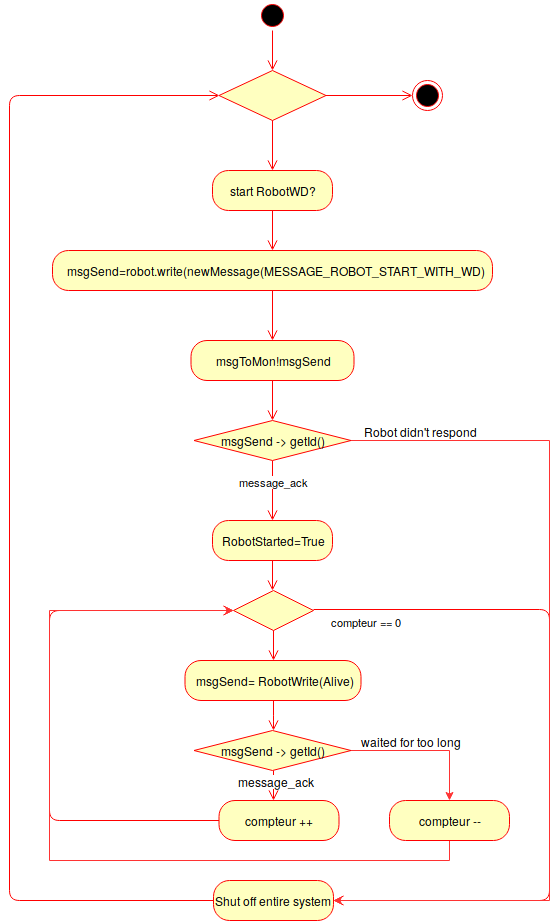 start RobotWD?
msgSend=robot.write(newMessage(MESSAGE_ROBOT_START_WITH_WD)
msgToMon!msgSend
msgSend -> getId()
Robot didn't respond
message_ack
RobotStarted=True
compteur == 0
msgSend= RobotWrite(Alive)
msgSend -> getId()
waited for too long
message_ack
compteur ++
compteur --
Shut off entire system